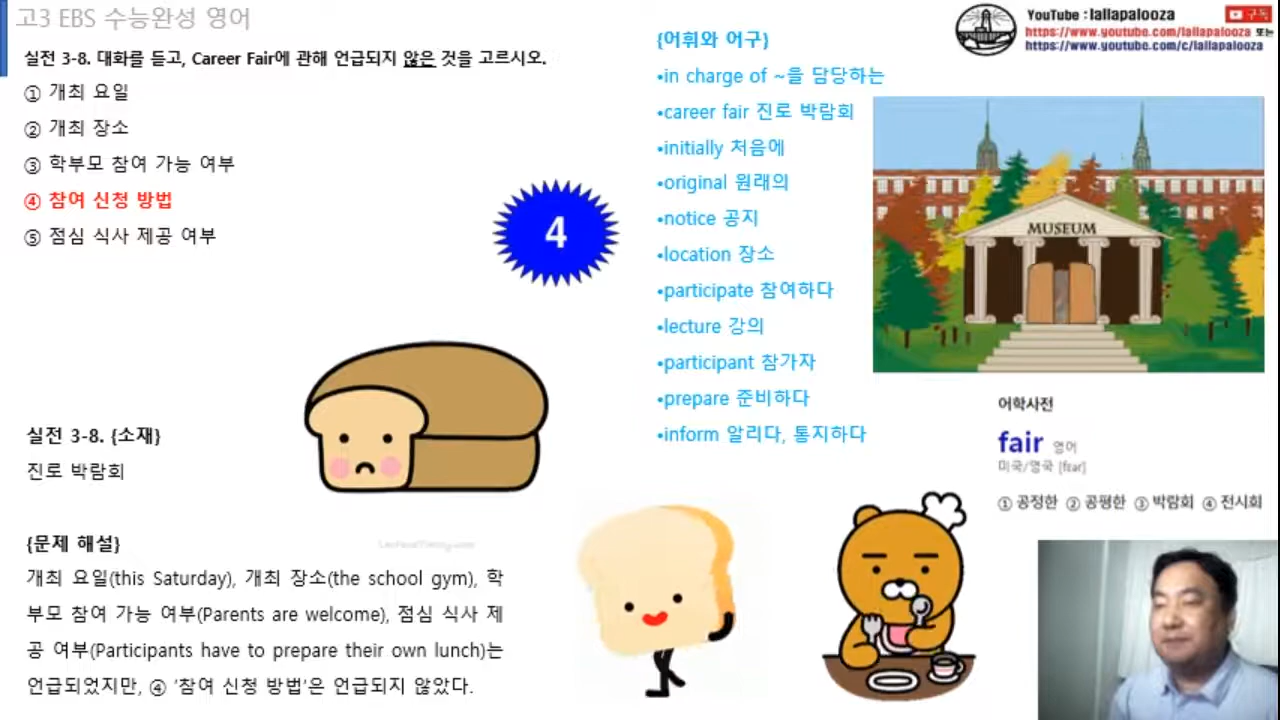 고3 EBS 수능완성 영어
실전 3-8. 대화를 듣고, Career Fair에 관해 언급되지 않은 것을 고르시오.
① 개최 요일
② 개최 장소
③ 학부모 참여 가능 여부
④ 참여 신청 방법
⑤ 점심 식사 제공 여부
4
실전 3-8. {소재}
진로 박람회
{문제 해설}
개최 요일(this Saturday), 개최 장소(the school gym), 학
부모 참여 가능 여부(Parents are welcome), 점심 식사 제
공 여부(Participants have to prepare their own lunch)는
언급되었지만, ④ '참여 신청 방법'은 언급되지 않았다.
{어휘와 어구}
•in charge of ~을 담당하는
•career fair 진로 박람회
•initially 처음에
•original 원래의
•notice 공지
•location 장소
•participate 참여하다
•lecture 강의
•participant 참가자
•prepare 준비하다
•inform 알리다, 통지하다
YouTube : lallapalooza
구독
https://www.youtube.com/lallapalooza 또는
https://www.youtube.com/c/lallapalooza
MUSEUM
어학사전
fair 영어
미국/영국 [fer]
① 공정한 ② 공평한 ③ 박람회 ④ 전시회